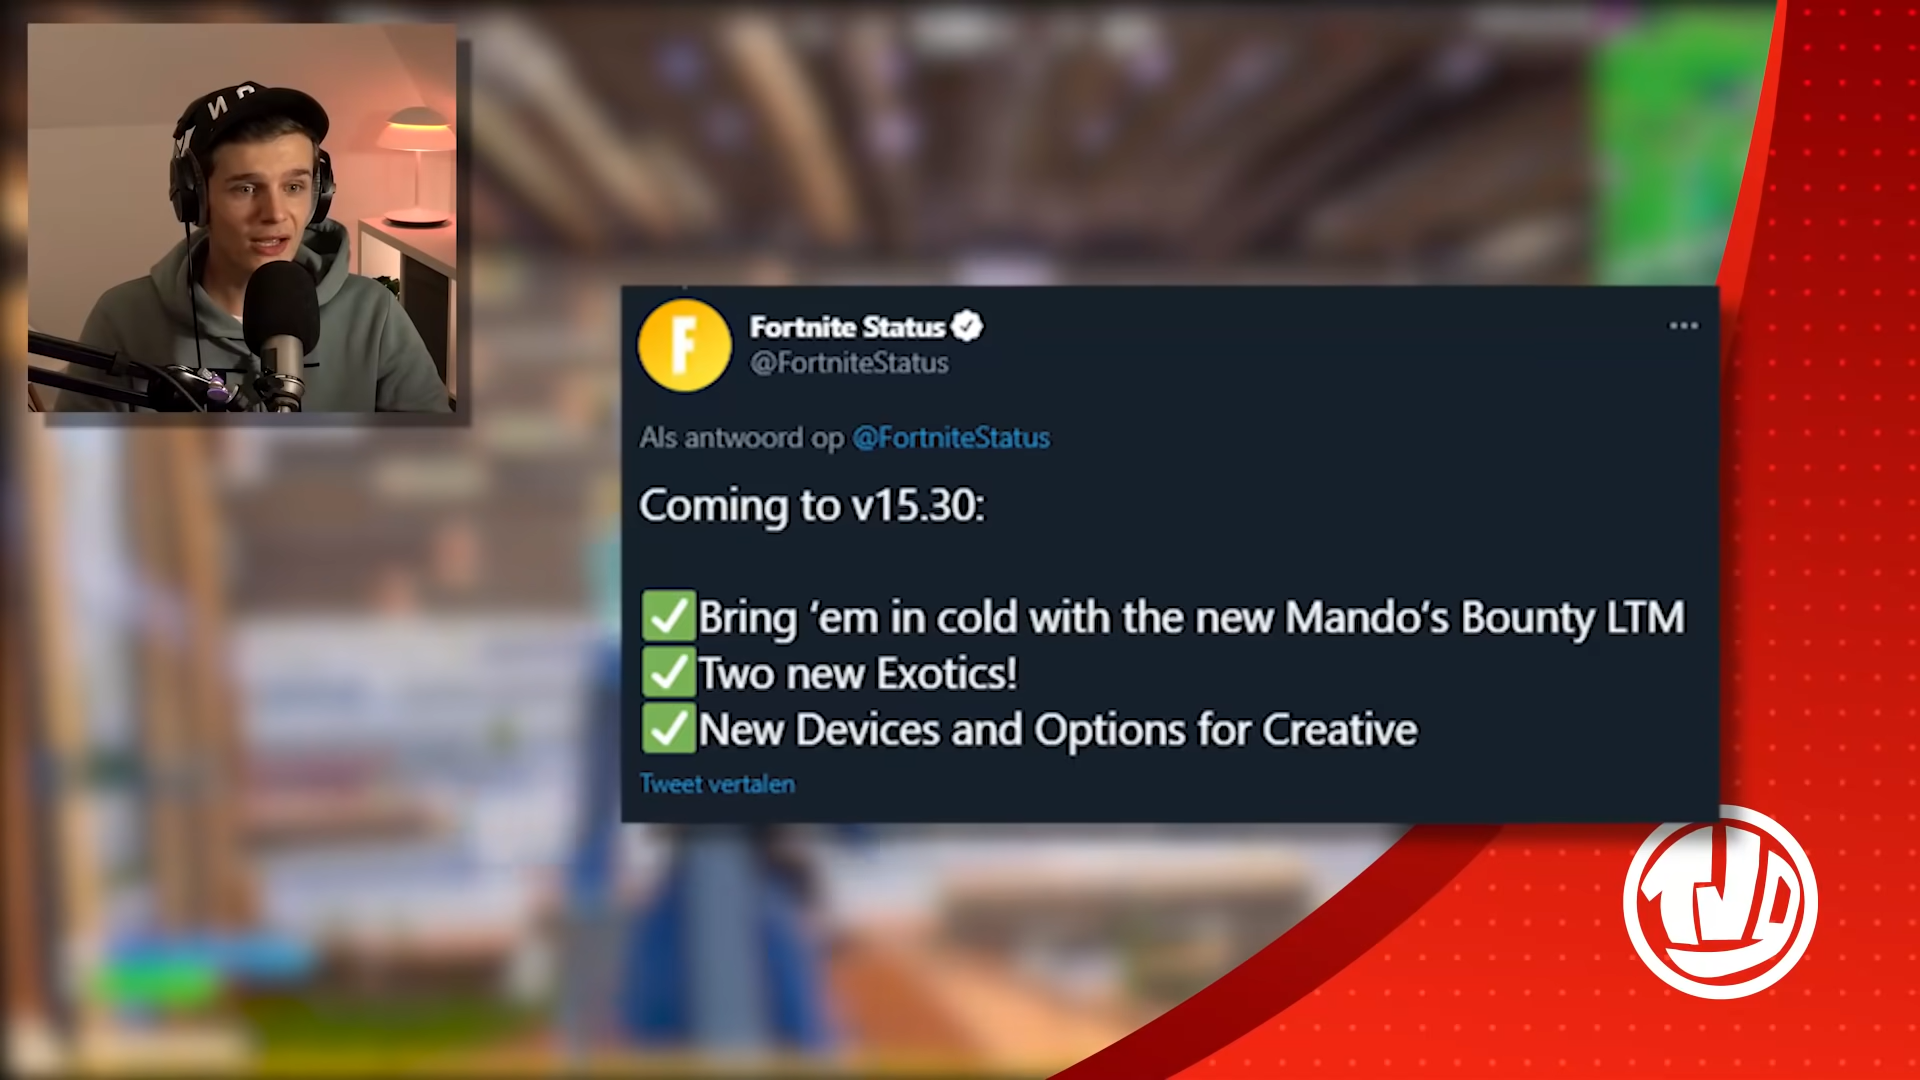 Fortnite Status
@FortniteStatus
Als antwoord op @FortniteStatus
Coming to v15.30:
✅Bring ‘em in cold with the new Mando‘s Bounty LTM
✅Two new Exotics!
✅New Devices and Options for Creative
Tweet vertalen
TVD